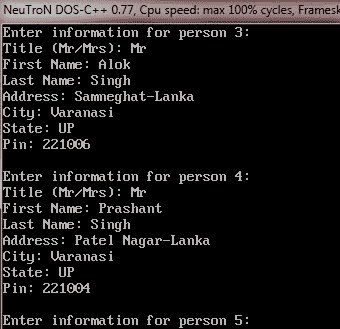 NeuTroN DOS-C++ 0.77, Cpu speed: max 100% cycles, Framesk
Enter information for person 3:
Title (Mr/Mrs): Mr
First Name: Alok
Last Name: Singh
Address: Samneghat-Lanka
City: Varanasi
State: UP
Pin: 221006
Enter information for person 4:
Title (Mr/Mrs): Mr
First Name: Prashant
Last Name: Singh
Address: Patel Nagar-Lanka
City: Varanasi
State: UP
Pin: 221004
Enter information for person 5: